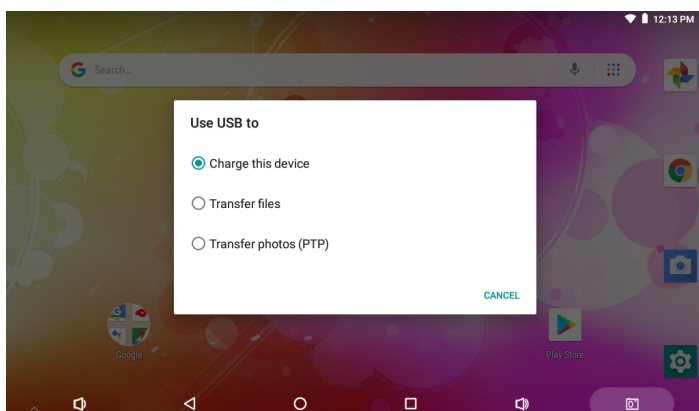 12:13 PM
Search…
Use USB to
Charge this device
Transfer files
Transfer photos (PTP)
CANCEL
Google
Play Store